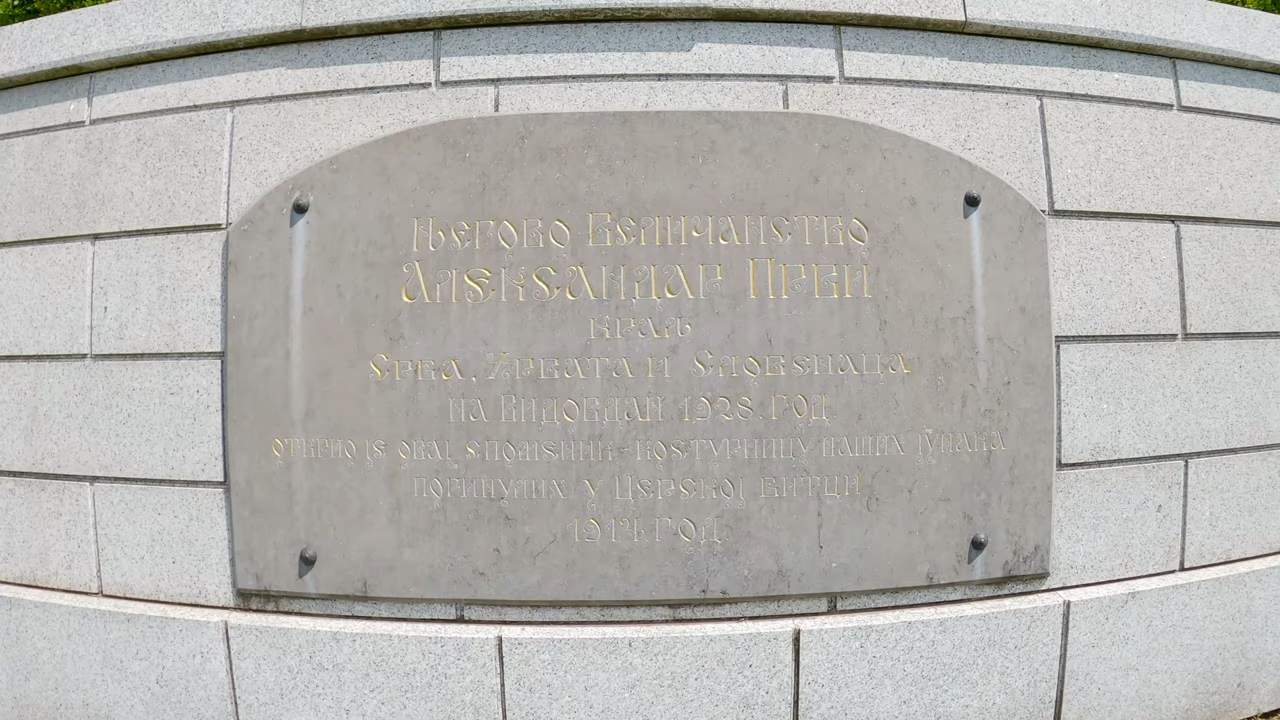 Његово Величанство
Александар Први
краљ
Срба, Хрвата и Словенаца
на Видовдан 1928. год.
открио је овај споменик-костурницу наших јунака
погинулих у Церској битци
1914. год.